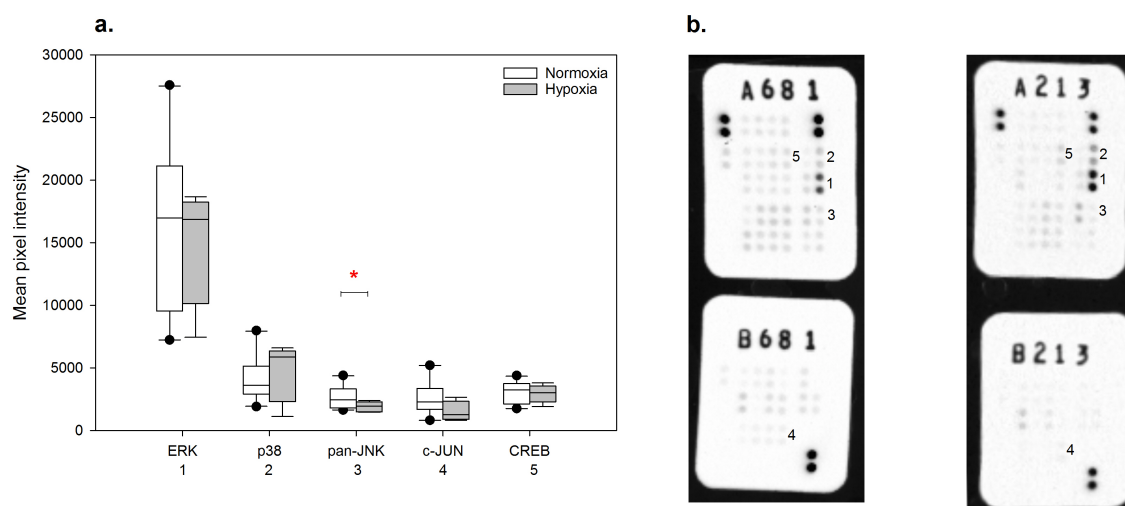 a.
30000
25000
20000
15000
10000
5000
0
Mean pixel intensity
Normoxia
Hypoxia
*
ERK p38 pan-JNK c-JUN CREB
1 2 3 4 5
b.
A681
5 2
1
3
B681
4
A213
5 2
1
3
B213
4